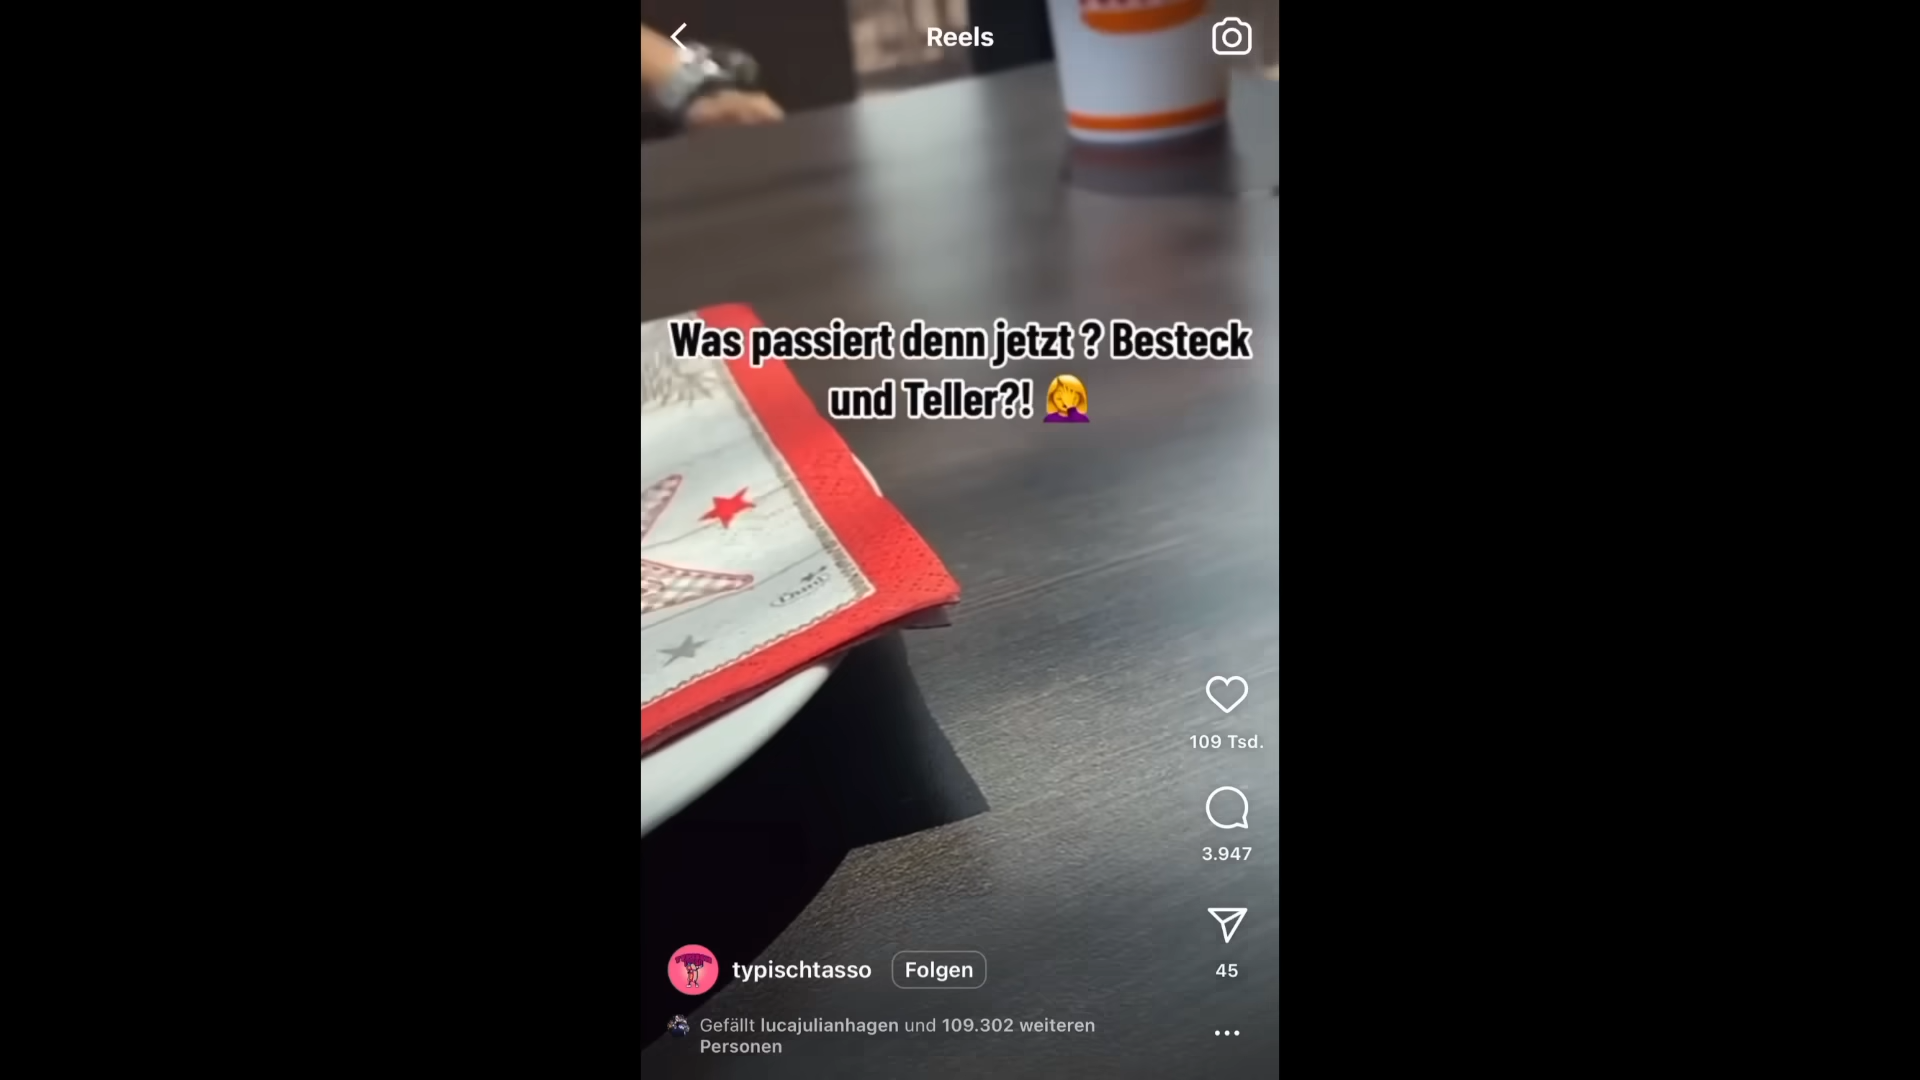 Reels
Was passiert denn jetzt ? Besteck
und Teller?! 🤦‍♀️
Duni
109 Tsd.
3.947
45
typischtasso
Folgen
Gefällt lucajulianhagen und 109.302 weiteren
Personen